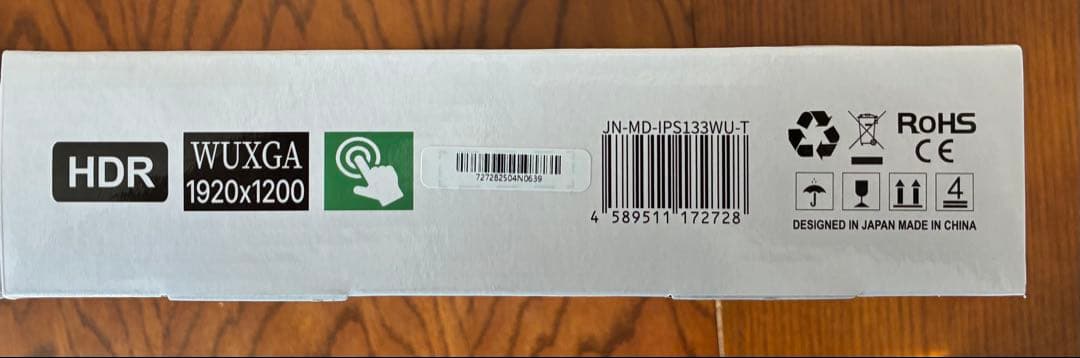 HDR
WUXGA
1920x1200
727282504N0639
JN-MD-IPS133WU-T
4 589511 172728
RoHS
CE
4
DESIGNED IN JAPAN MADE IN CHINA